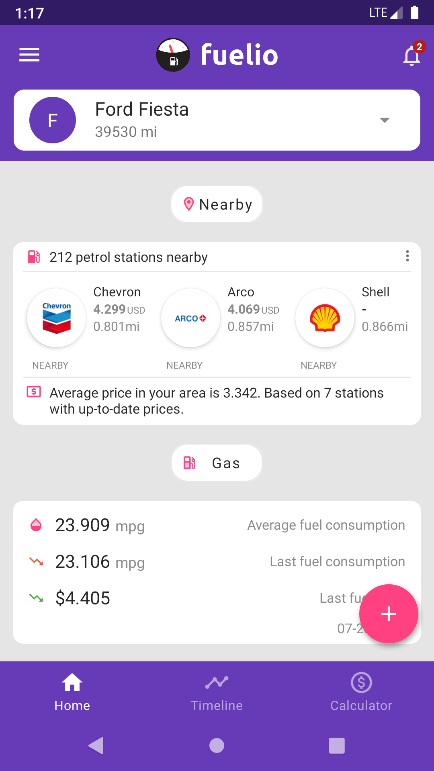 1:17
LTE
fuelio
2
F
Ford Fiesta
39530 mi
Nearby
212 petrol stations nearby
Chevron
Chevron
4.299 USD
0.801mi
NEARBY
ARCO
Arco
4.069 USD
0.857mi
NEARBY
Shell
-
0.866mi
NEARBY
Average price in your area is 3.342. Based on 7 stations
with up-to-date prices.
Gas
23.909 mpg
Average fuel consumption
23.106 mpg
Last fuel consumption
$4.405
Last
07-2
+
Home
Timeline
Calculator